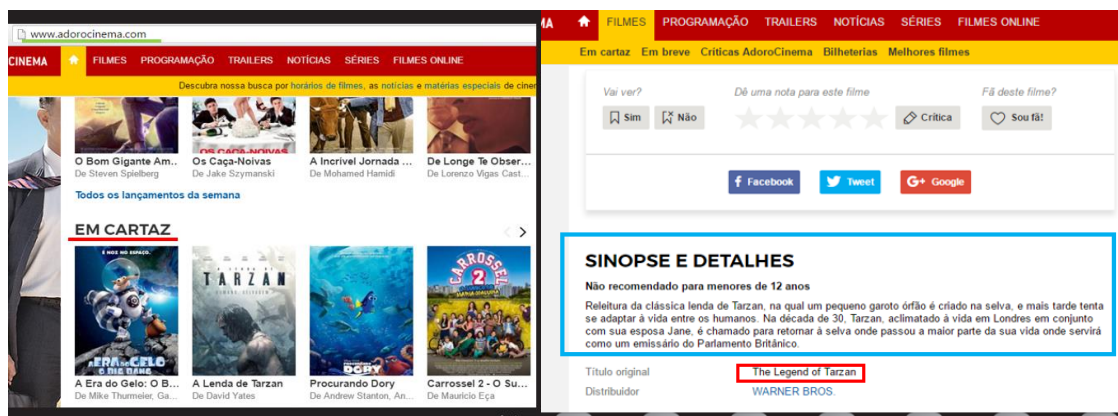 www.adorocinema.com
CINEMA FILMES PROGRAMAÇÃO TRAILERS NOTÍCIAS SÉRIES FILMES ONLINE
Descubra nossa busca por horários de filmes, as notícias e matérias especiais de cine
OS CAÇA-NOIVAS
O Bom Gigante Am.. Os Caça-Noivas A Incrível Jornada ... De Longe Te Obser...
De Steven Spielberg De Jake Szymanski De Mohamed Hamidi De Lorenzo Vigas Cast...
Todos os lançamentos da semana
EM CARTAZ
TARZAN
CARROSSEL
2
A ERA DO GELO
O BIG BANG
PROCURANDO
DORY
A Era do Gelo: O B... A Lenda de Tarzan Procurando Dory Carrossel 2 - O Su...
De Mike Thurmeier, Ga... De David Yates De Andrew Stanton, An... De Mauricio Eça
MA FILMES PROGRAMAÇÃO TRAILERS NOTÍCIAS SÉRIES FILMES ONLINE
Em cartaz Em breve Críticas AdoroCinema Bilheterias Melhores filmes
Vai ver? Dê uma nota para este filme Fã deste filme?
Sim Não Crítica Sou fã!
Facebook Tweet G+ Google
SINOPSE E DETALHES
Não recomendado para menores de 12 anos
Releitura da clássica lenda de Tarzan, na qual um pequeno garoto órfão é criado na selva, e mais tarde tenta
se adaptar à vida entre os humanos. Na década de 30, Tarzan, aclimatado à vida em Londres em conjunto
com sua esposa Jane, é chamado para retornar à selva onde passou a maior parte da sua vida onde servirá
como um emissário do Parlamento Britânico.
Título original The Legend of Tarzan
Distribuidor WARNER BROS.